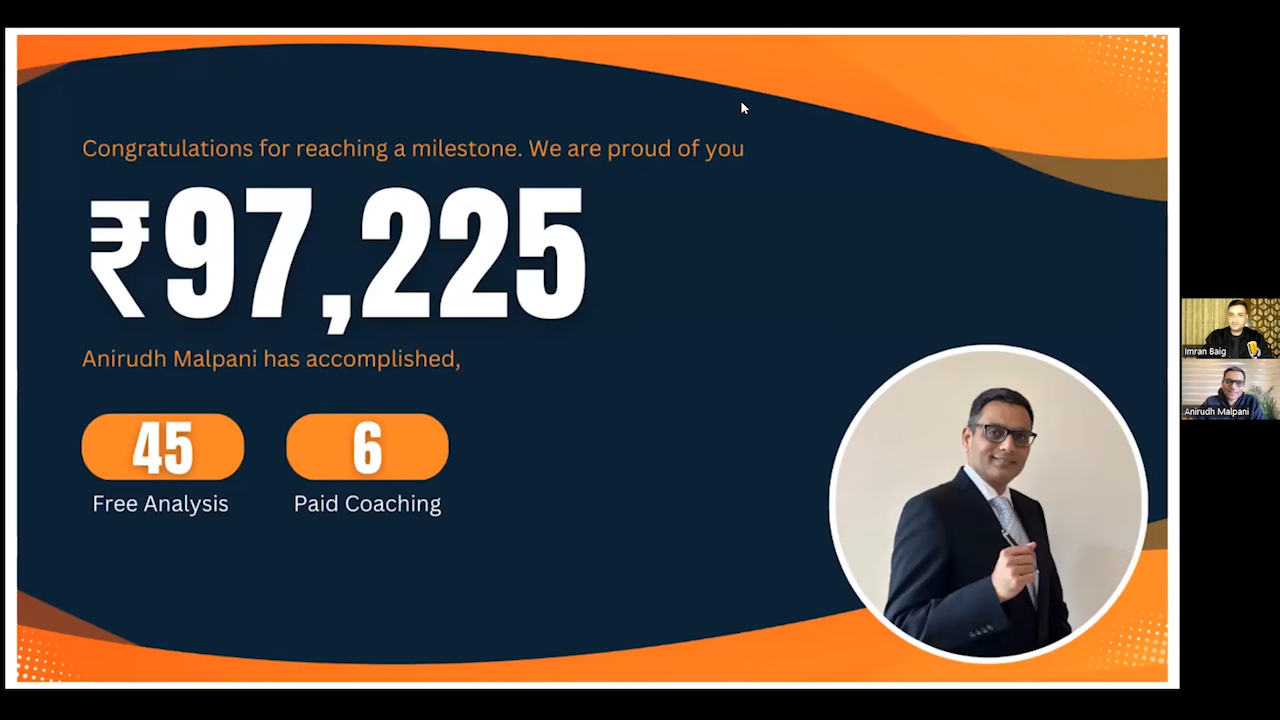 Congratulations for reaching a milestone. We are proud of you
₹97,225
Anirudh Malpani has accomplished,
45 6
Free Analysis Paid Coaching
Imran Baig
Anirudh Malpani